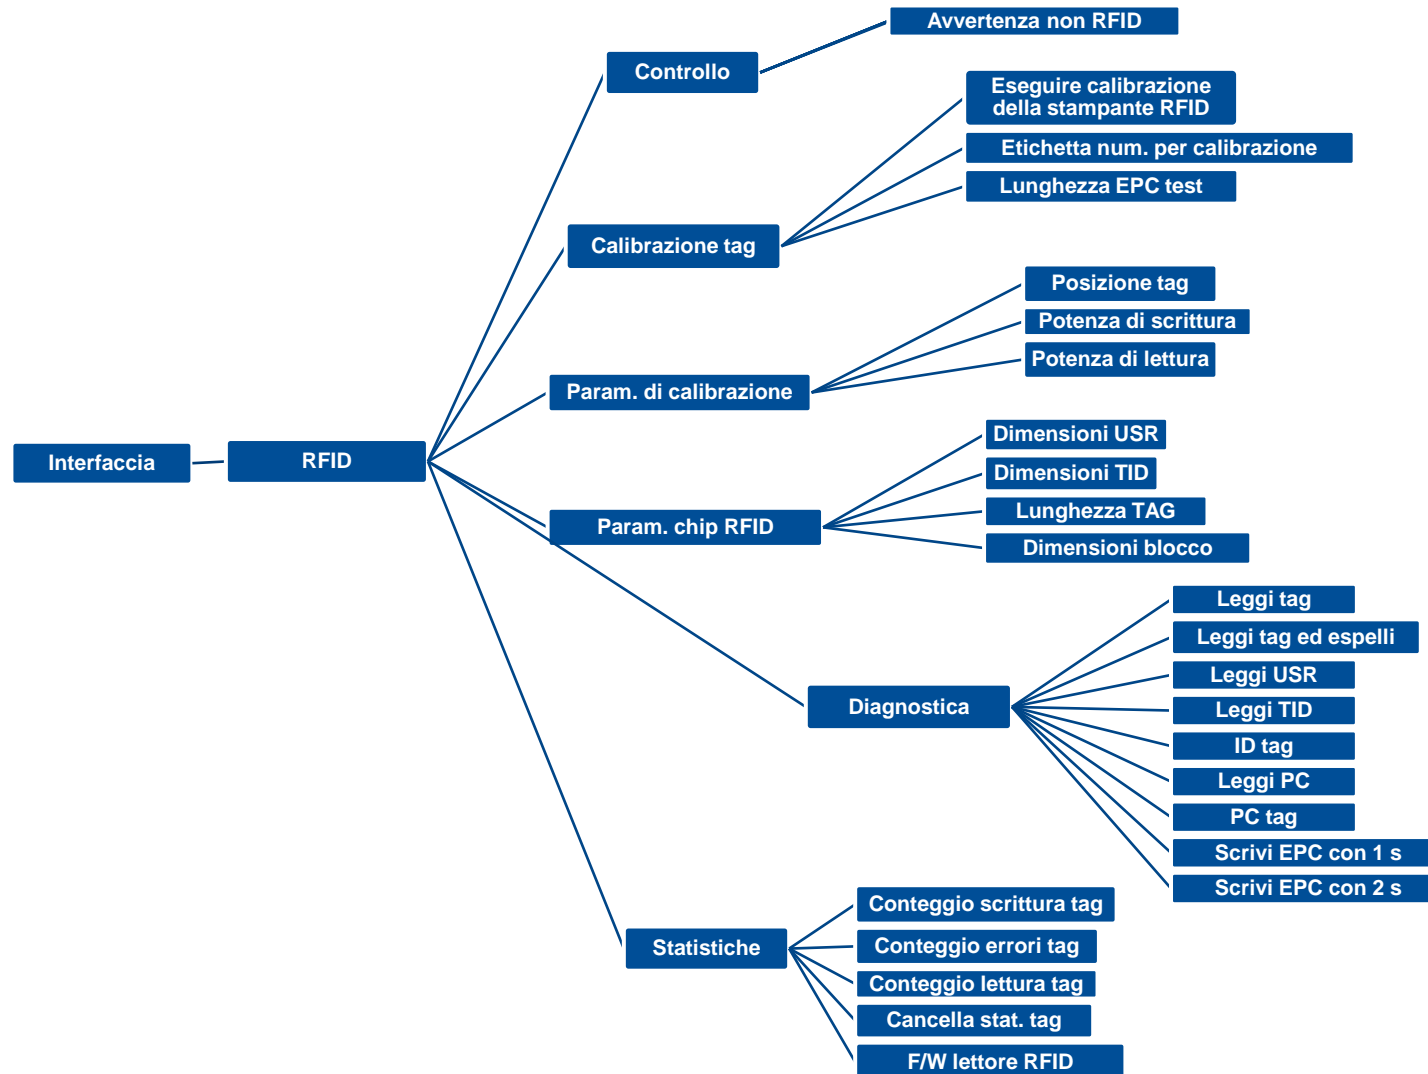 Interfaccia
RFID
Controllo
Avvertenza non RFID
Calibrazione tag
Eseguire calibrazione
della stampante RFID
Etichetta num. per calibrazione
Lunghezza EPC test
Param. di calibrazione
Posizione tag
Potenza di scrittura
Potenza di lettura
Param. chip RFID
Dimensioni USR
Dimensioni TID
Lunghezza TAG
Dimensioni blocco
Diagnostica
Leggi tag
Leggi tag ed espelli
Leggi USR
Leggi TID
ID tag
Leggi PC
PC tag
Scrivi EPC con 1 s
Scrivi EPC con 2 s
Statistiche
Conteggio scrittura tag
Conteggio errori tag
Conteggio lettura tag
Cancella stat. tag
F/W lettore RFID